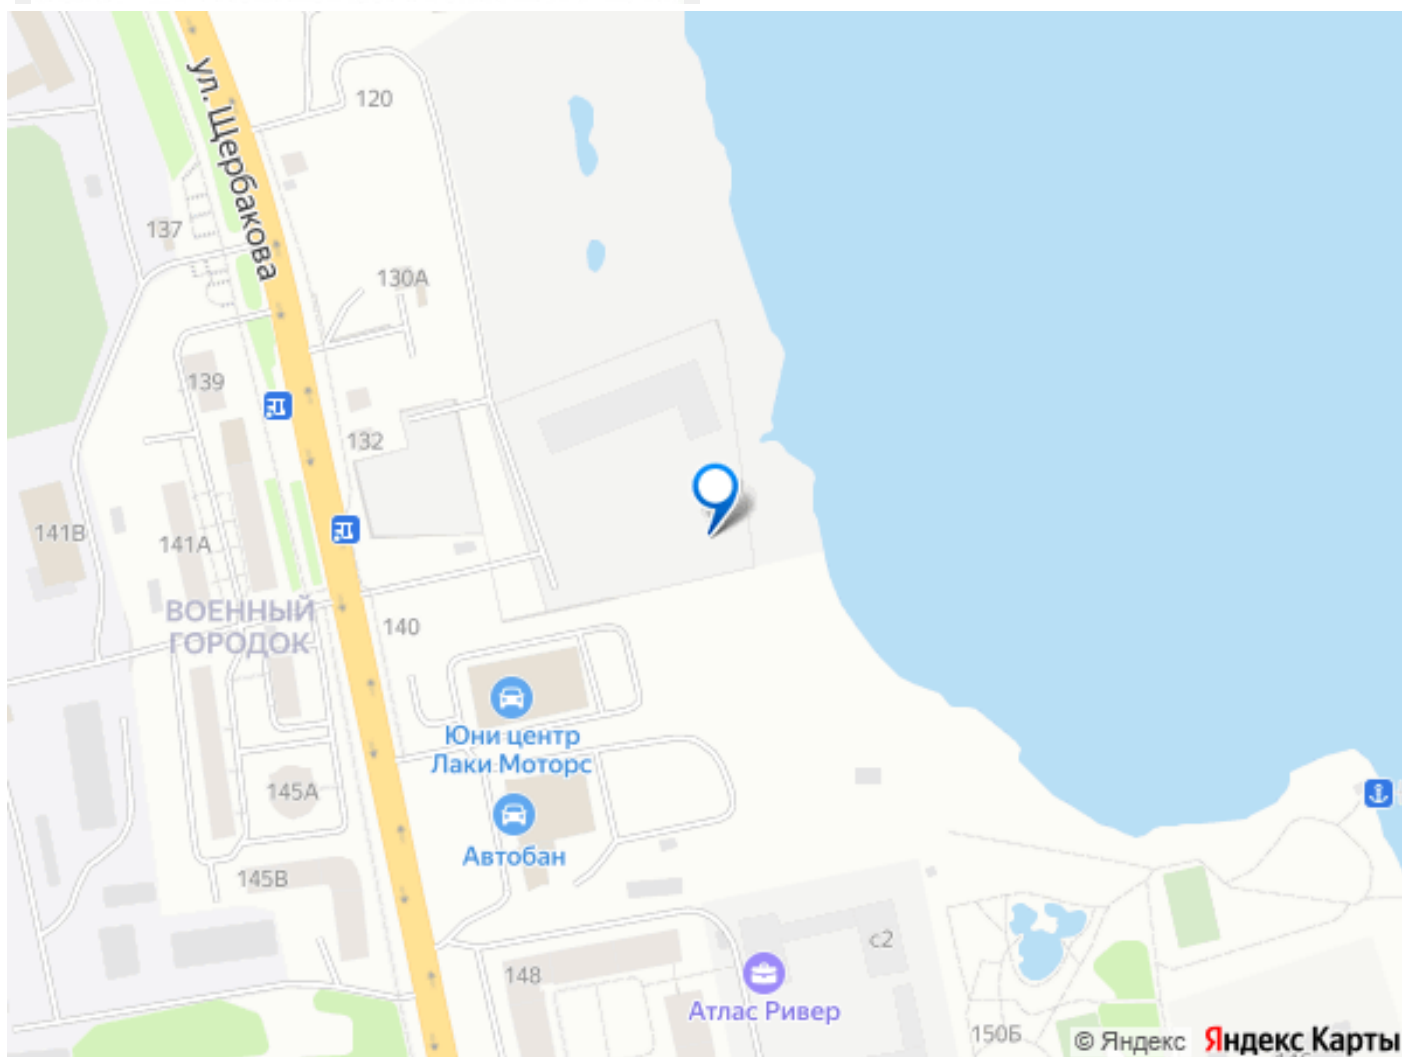 ул. Щербакова
120
137
130А
139
132
141В
141А
ВОЕННЫЙ
ГОРОДОК
140
Юни центр
Лаки Моторс
145А
Автобан
145В
с2
148
Атлас Ривер
150Б
© Яндекс Яндекс Карты